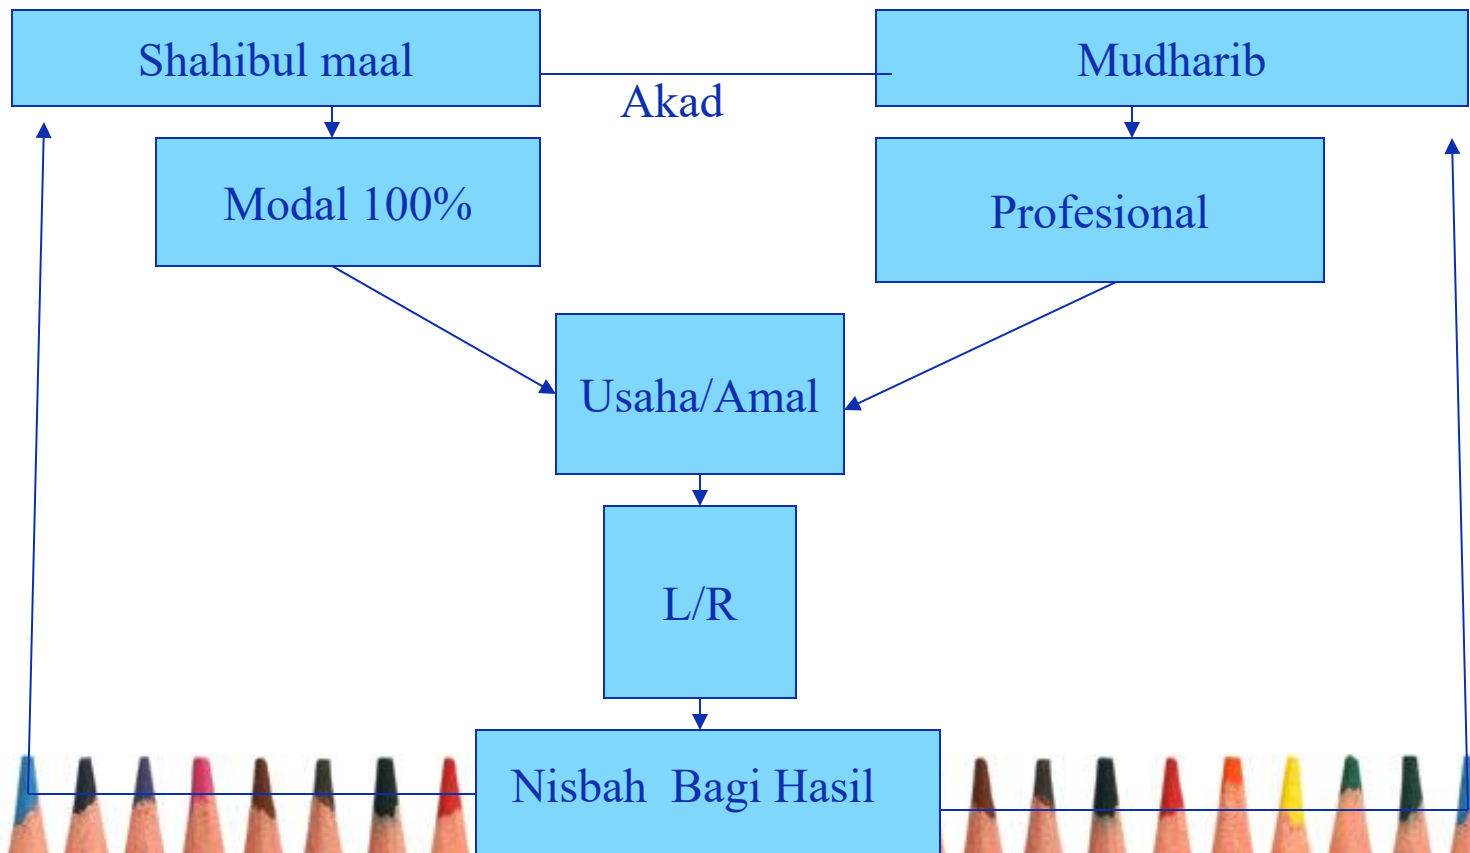 Shahibul maal
Mudharib
Akad
Modal 100%
Profesional
Usaha/Amal
L/R
Nisbah  Bagi Hasil